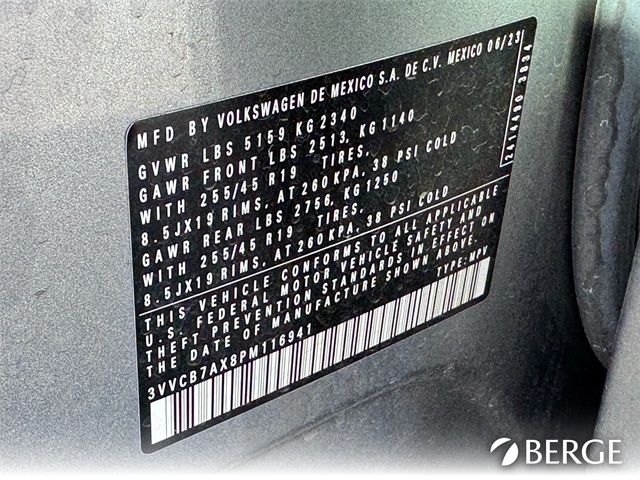 MFD BY VOLKSWAGEN DE MEXICO S.A. DE C.V. MEXICO 06/23
GVWR LBS 5159 KG 2340
GAWR FRONT LBS 2513, KG 1140
WITH 255/45 R19 TIRES,
8.5JX19 RIMS, AT 260 KPA, 38 PSI COLD
GAWR REAR LBS 2756, KG 1250
WITH 255/45 R19 TIRES,
8.5JX19 RIMS, AT 260 KPA, 38 PSI COLD
THIS VEHICLE CONFORMS TO ALL APPLICABLE
U.S. FEDERAL MOTOR VEHICLE SAFETY AND
THEFT PREVENTION STANDARDS IN EFFECT ON
THE DATE OF MANUFACTURE SHOWN ABOVE.
TYPE: MPV
3VVCB7AX8PM116941
2414490 3834
BERGE